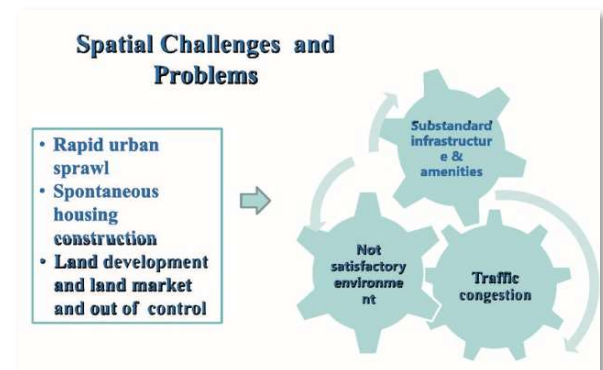 Spatial Challenges and
Problems
• Rapid urban
sprawl
• Spontaneous
housing
construction
• Land development
and land market
and out of control
Substandard
infrastructur
e &
amenities
Not
satisfactory
environme
nt
Traffic
congestion